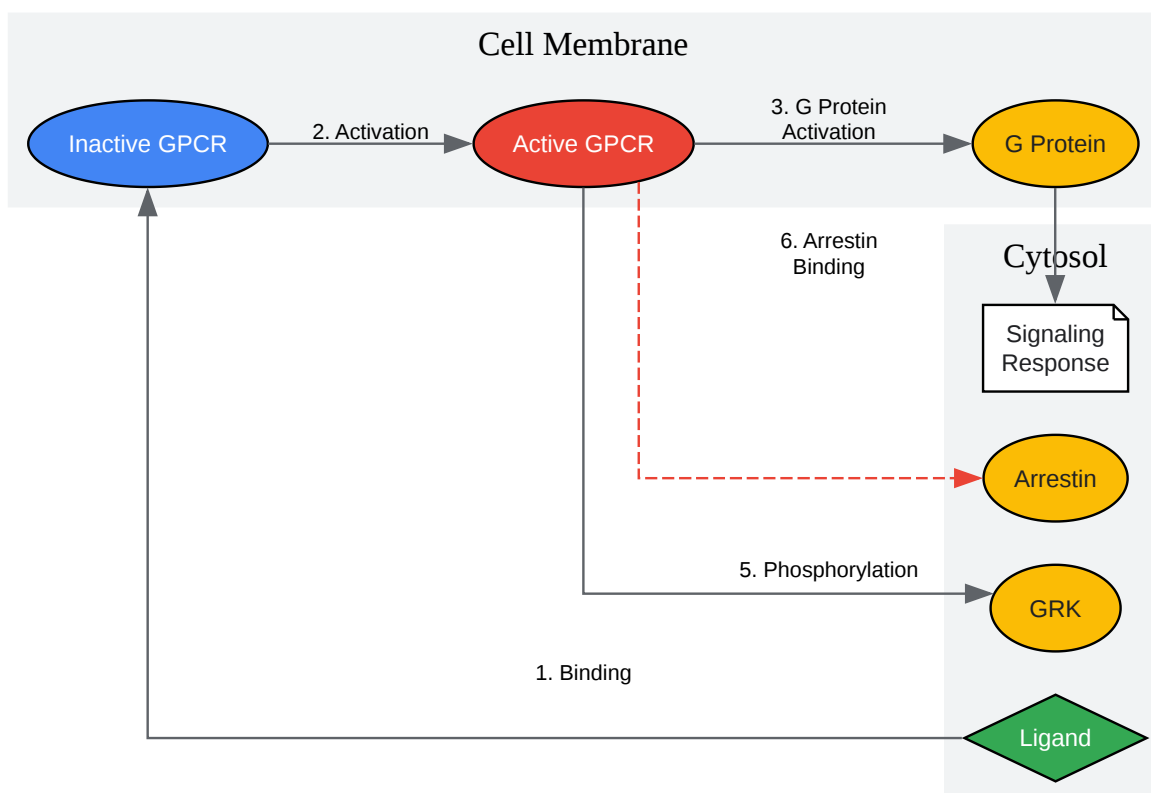 Cell Membrane
Inactive GPCR
2. Activation
Active GPCR
3. G Protein
Activation
G Protein
6. Arrestin
Binding
Cytosol
Signaling
Response
Arrestin
5. Phosphorylation
GRK
1. Binding
Ligand